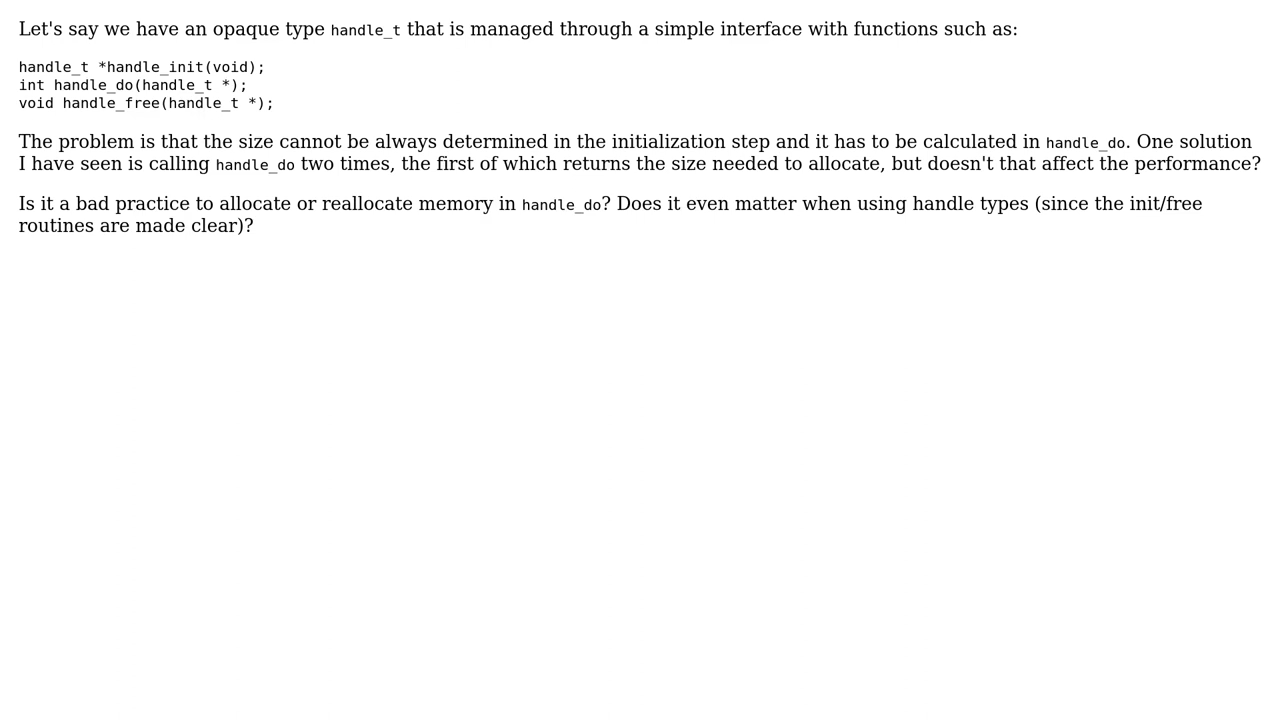 Let's say we have an opaque type handle_t that is managed through a simple interface with functions such as:
handle_t *handle_init(void);
int handle_do(handle_t *);
void handle_free(handle_t *);
The problem is that the size cannot be always determined in the initialization step and it has to be calculated in handle_do. One solution
I have seen is calling handle_do two times, the first of which returns the size needed to allocate, but doesn't that affect the performance?
Is it a bad practice to allocate or reallocate memory in handle_do? Does it even matter when using handle types (since the init/free
routines are made clear)?